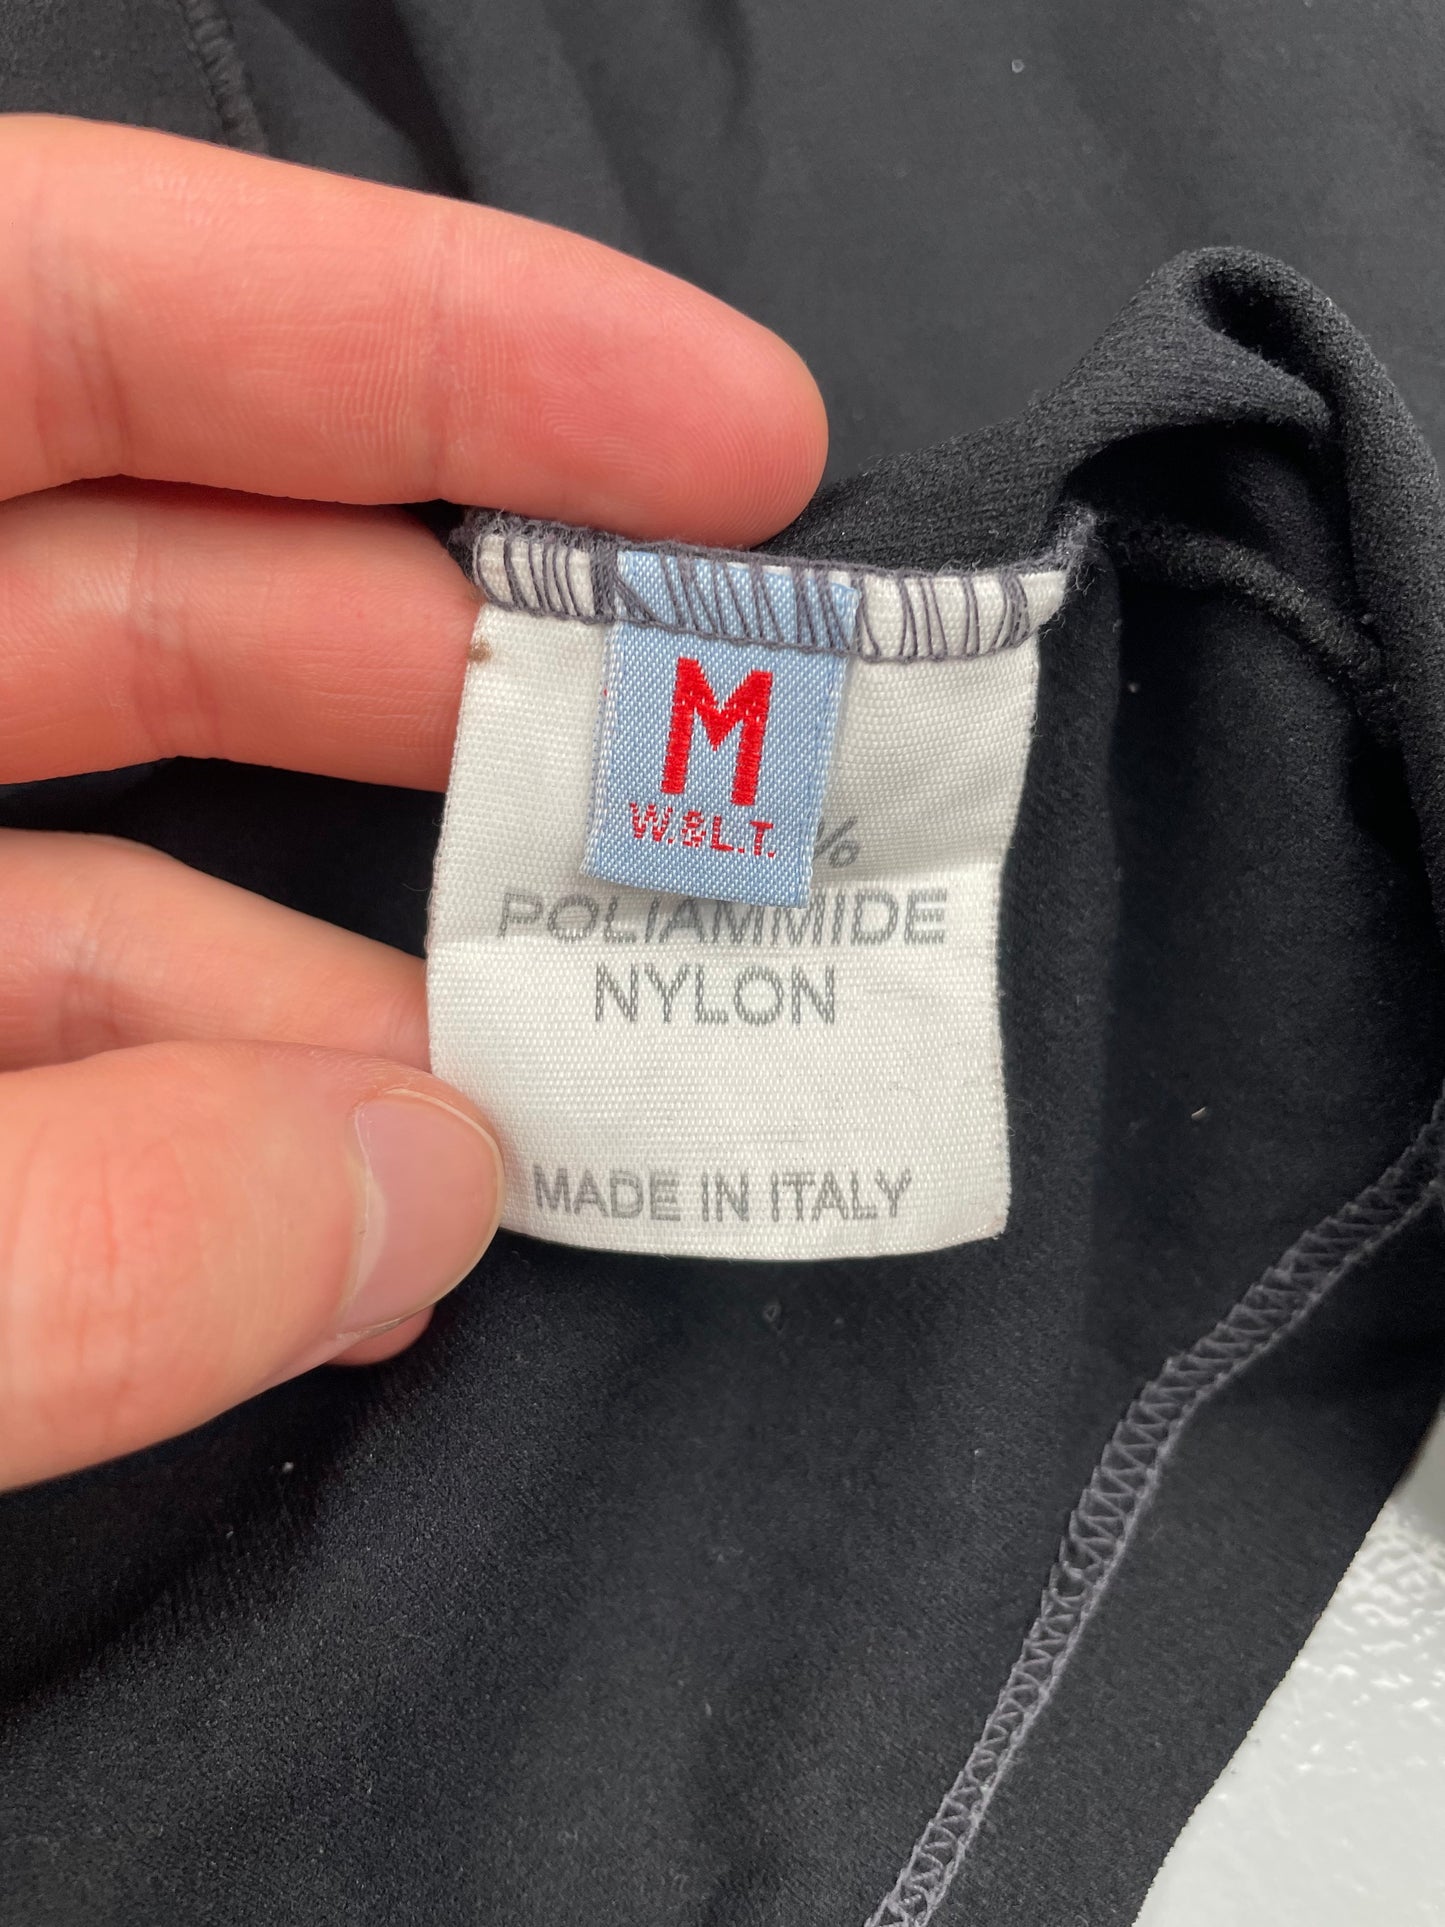 M
W.&L.T.
%
POLIAMMIDE
NYLON
MADE IN ITALY